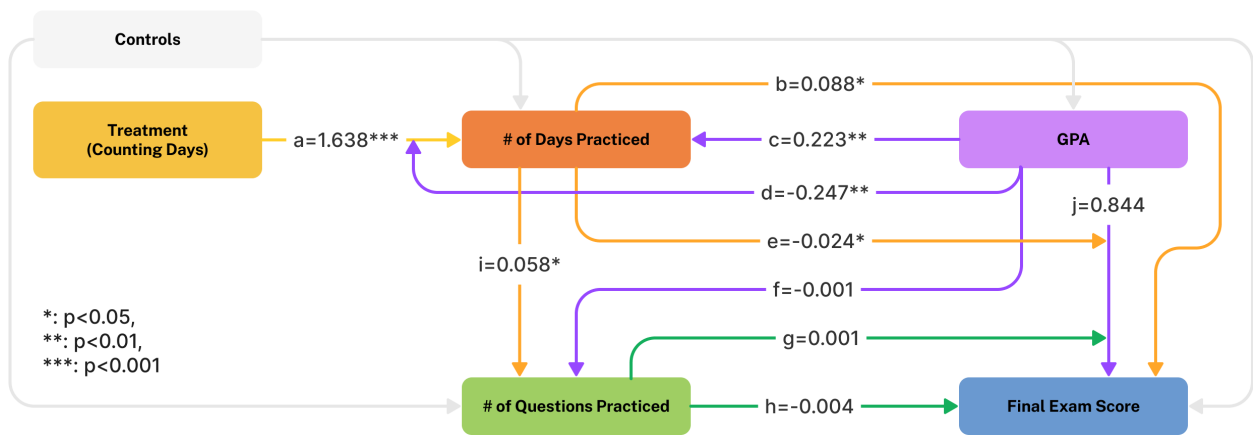 Controls
b=0.088*
Treatment
(Counting Days)
a=1.638***
# of Days Practiced
c=0.223**
GPA
d=-0.247**
j=0.844
e=-0.024*
i=0.058*
f=-0.001
*: p<0.05,
**: p<0.01,
***: p<0.001
g=0.001
# of Questions Practiced
h=-0.004
Final Exam Score